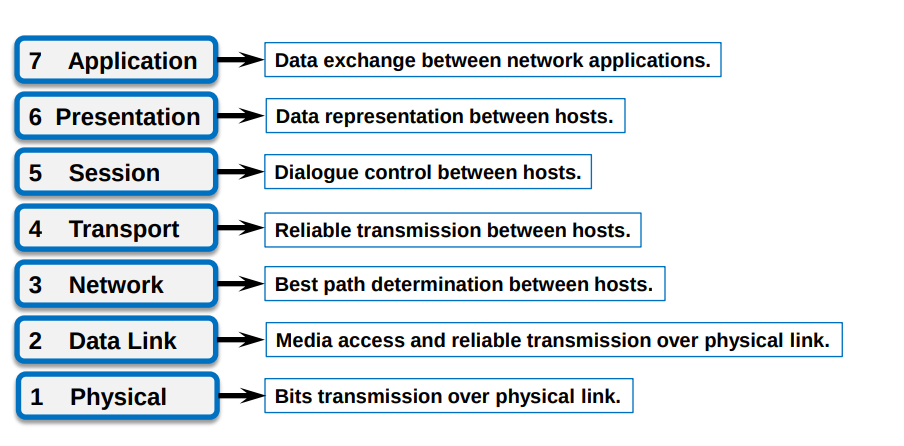 7 Application
Data exchange between network applications.
6 Presentation
Data representation between hosts.
5 Session
Dialogue control between hosts.
4 Transport
Reliable transmission between hosts.
3 Network
Best path determination between hosts.
2 Data Link
Media access and reliable transmission over physical link.
1 Physical
Bits transmission over physical link.